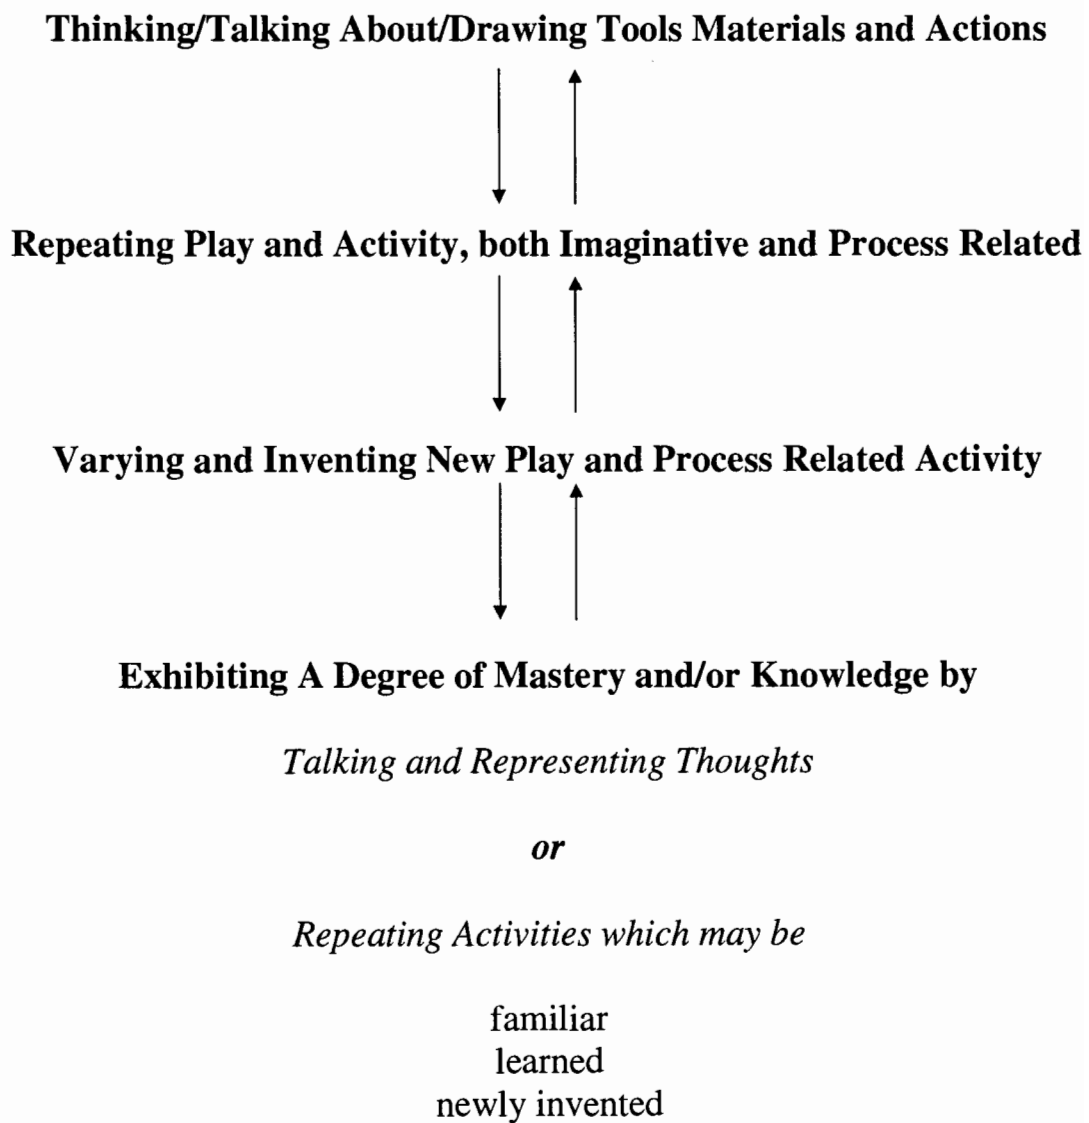 Thinking/Talking About/Drawing Tools Materials and Actions
Repeating Play and Activity, both Imaginative and Process Related
Varying and Inventing New Play and Process Related Activity
Exhibiting A Degree of Mastery and/or Knowledge by
Talking and Representing Thoughts
or
Repeating Activities which may be
familiar
learned
newly invented